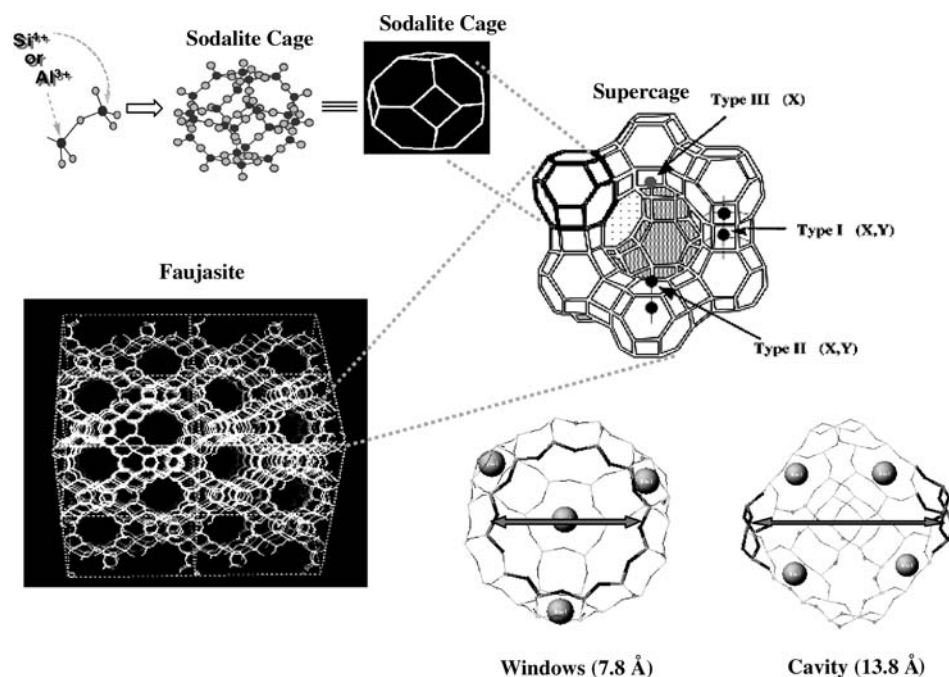 Si⁴⁺
or
Al³⁺
Sodalite Cage
Sodalite Cage
Supercage
Type III (X)
Type I (X,Y)
Type II (X,Y)
Faujasite
Windows (7.8 Å)
Cavity (13.8 Å)